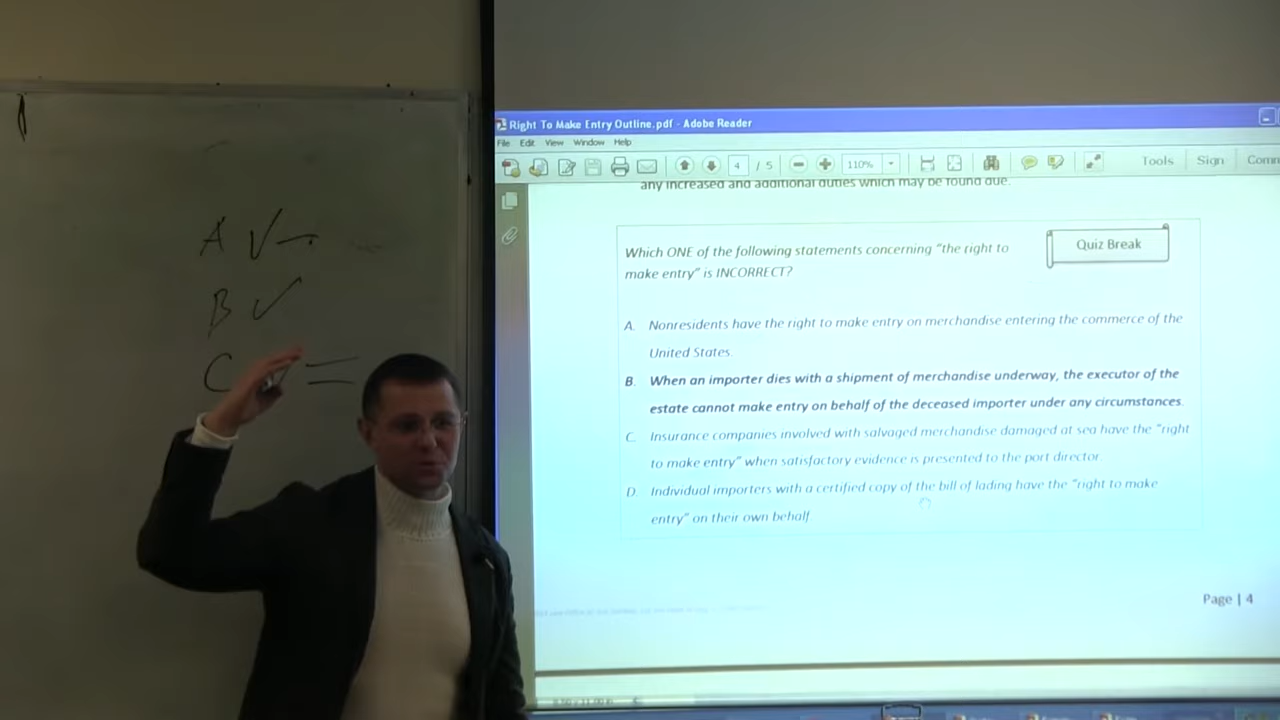 A ✓
B ✓
C
Right To Make Entry Outline.pdf - Adobe Reader
File Edit View Window Help
4 / 5 110% Tools Sign Comm
any increased and additional duties which may be found due.
Quiz Break
Which ONE of the following statements concerning “the right to
make entry” is INCORRECT?
A. Nonresidents have the right to make entry on merchandise entering the commerce of the
United States.
B. When an importer dies with a shipment of merchandise underway, the executor of the
estate cannot make entry on behalf of the deceased importer under any circumstances.
C. Insurance companies involved with salvaged merchandise damaged at sea have the “right
to make entry” when satisfactory evidence is presented to the port director.
D. Individual importers with a certified copy of the bill of lading have the “right to make
entry” on their own behalf.
Page | 4